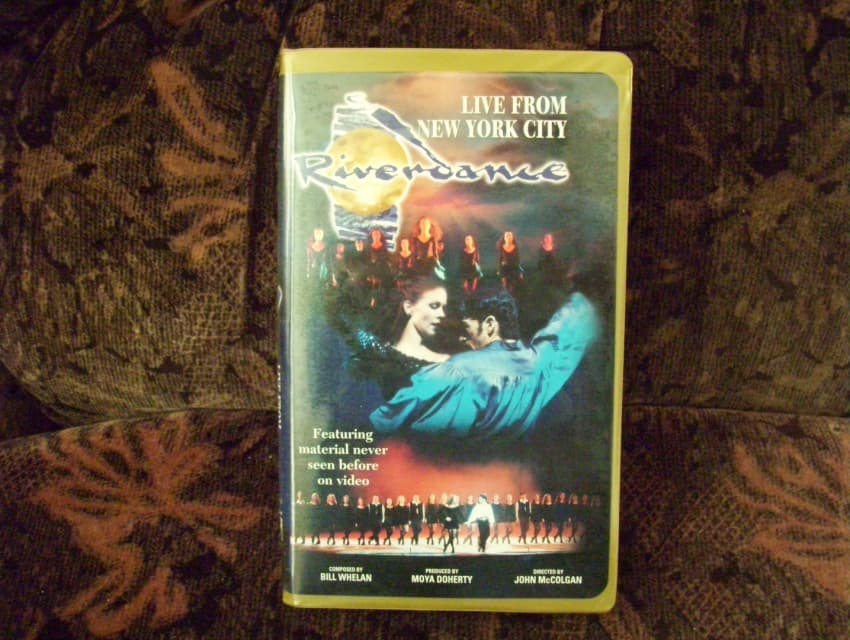 LIVE FROM
NEW YORK CITY
Riverdance
Featuring
material never
seen before
on video
COMPOSED BY
BILL WHELAN
PRODUCED BY
MOYA DOHERTY
DIRECTED BY
JOHN McCOLGAN